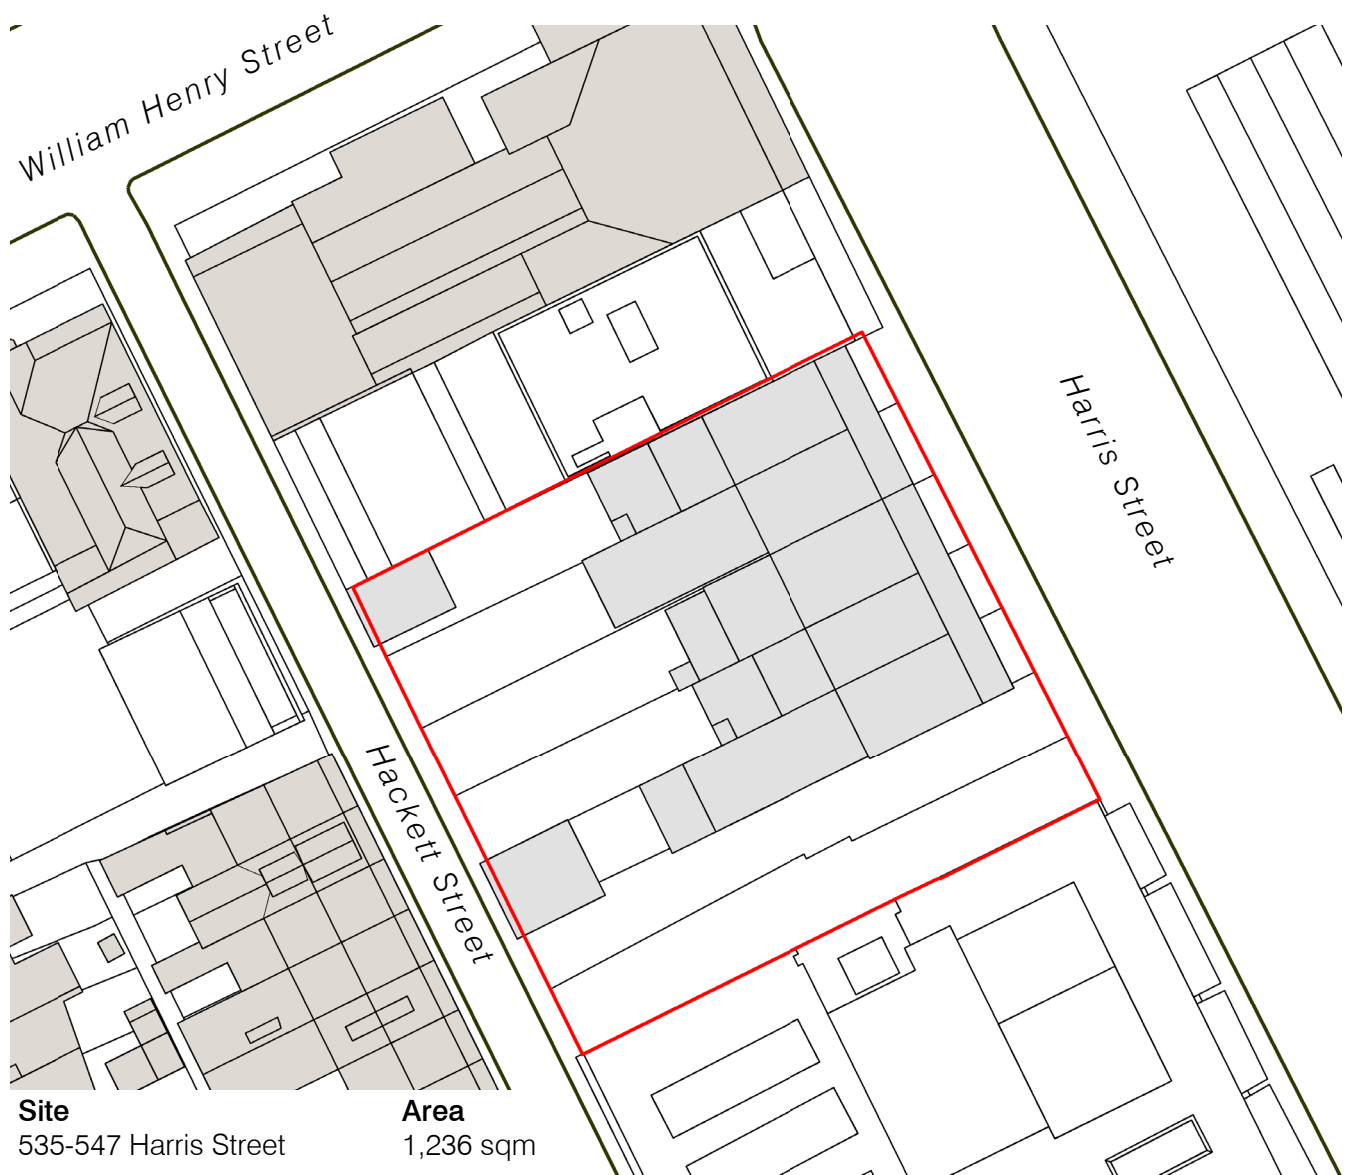 William Henry Street
Harris Street
Hackett Street
Site
535-547 Harris Street
Area
1,236 sqm